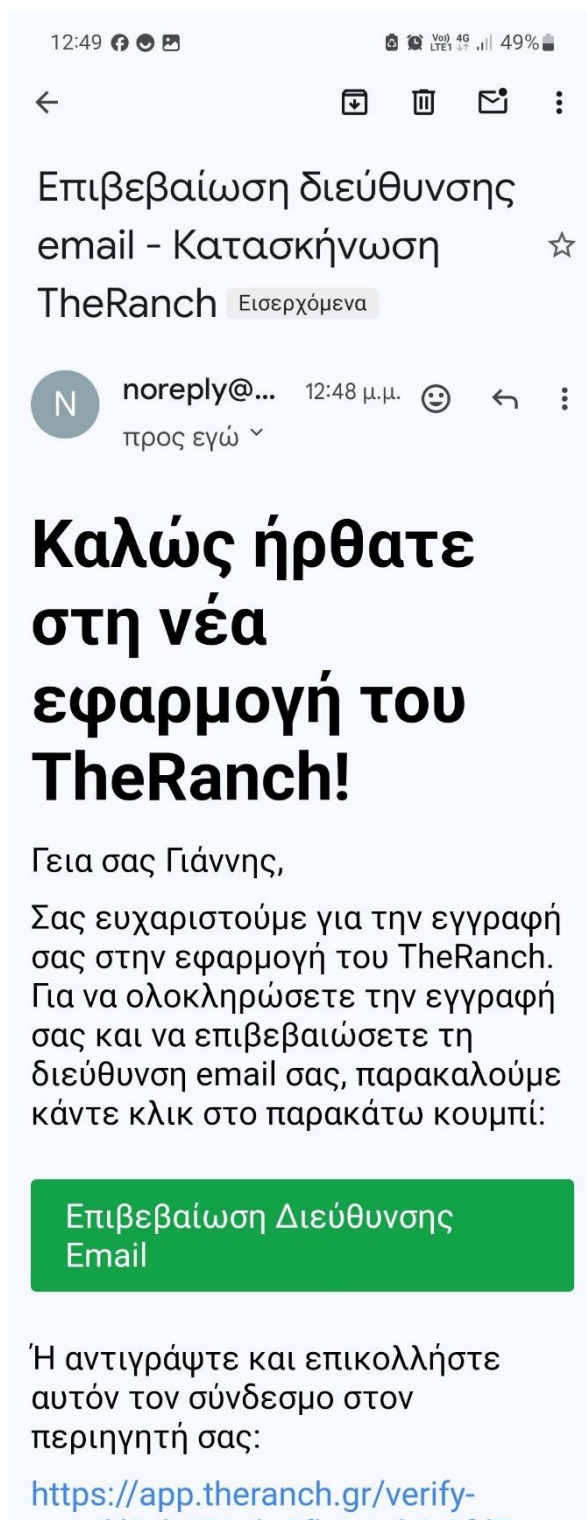 12:49 Voo) 4G LTE1 49%
Επιβεβαίωση διεύθυνσης
email - Κατασκήνωση
TheRanch Εισερχόμενα
N noreply@... 12:48 μ.μ.
προς εγώ
Καλώς ήρθατε
στη νέα
εφαρμογή του
TheRanch!
Γεια σας Γιάννης,
Σας ευχαριστούμε για την εγγραφή
σας στην εφαρμογή του TheRanch.
Για να ολοκληρώσετε την εγγραφή
σας και να επιβεβαιώσετε τη
διεύθυνση email σας, παρακαλούμε
κάντε κλικ στο παρακάτω κουμπί:
Επιβεβαίωση Διεύθυνσης
Email
Ή αντιγράψτε και επικολλήστε
αυτόν τον σύνδεσμο στον
περιηγητή σας:
https://app.theranch.gr/verify-